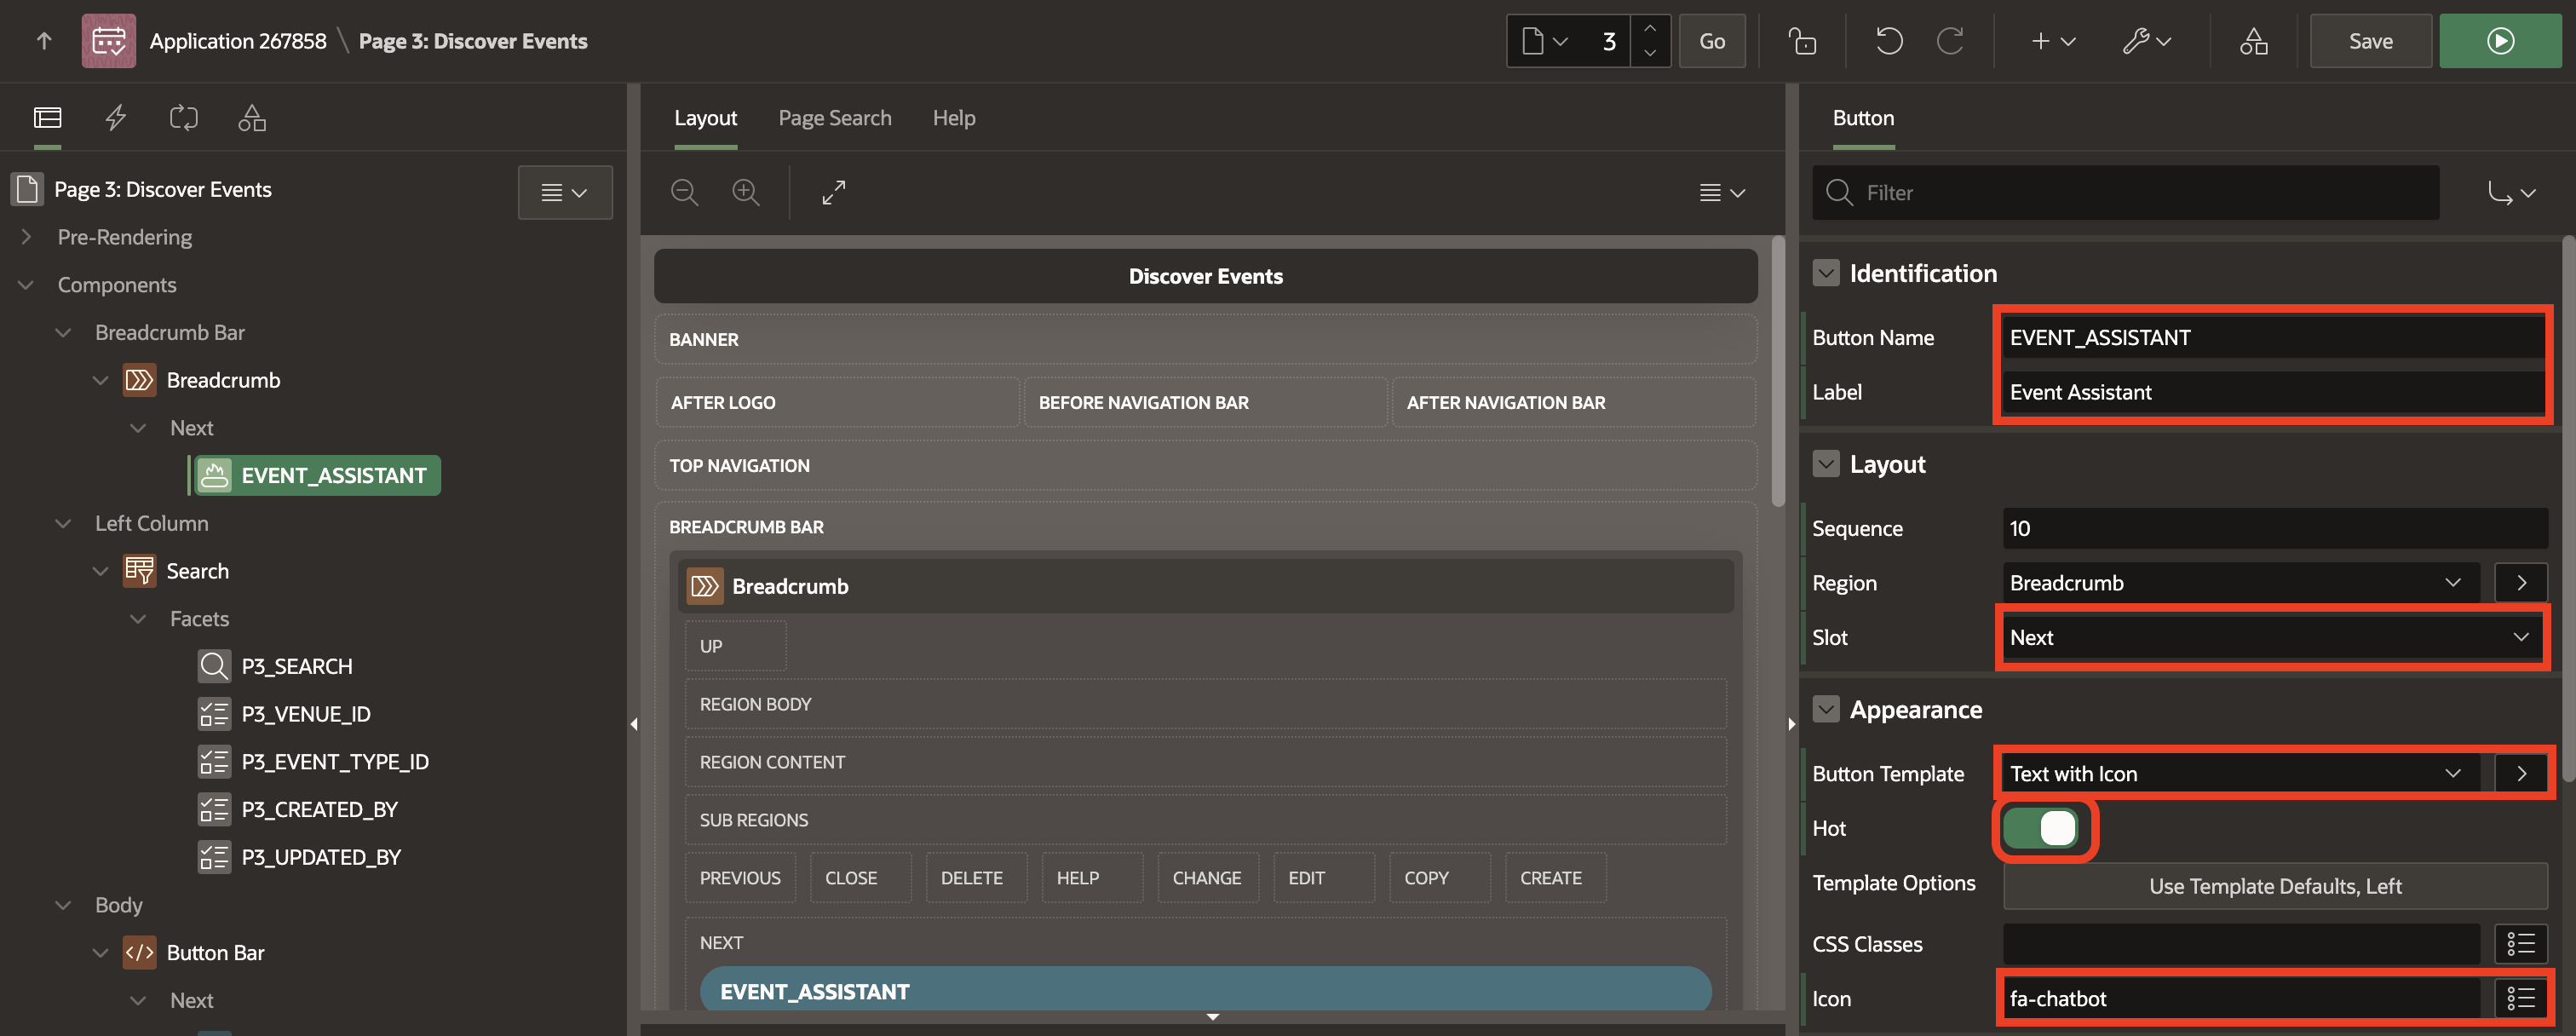 Application 267858 \ Page 3: Discover Events
3
Go
Save
Layout
Page Search
Help
Button
Page 3: Discover Events
Filter
Pre-Rendering
Components
Breadcrumb Bar
Breadcrumb
Next
EVENT_ASSISTANT
Left Column
Search
Facets
P3_SEARCH
P3_VENUE_ID
P3_EVENT_TYPE_ID
P3_CREATED_BY
P3_UPDATED_BY
Body
Button Bar
Next
Discover Events
BANNER
AFTER LOGO
BEFORE NAVIGATION BAR
AFTER NAVIGATION BAR
TOP NAVIGATION
BREADCRUMB BAR
Breadcrumb
UP
REGION BODY
REGION CONTENT
SUB REGIONS
PREVIOUS
CLOSE
DELETE
HELP
CHANGE
EDIT
COPY
CREATE
NEXT
EVENT_ASSISTANT
Identification
Button Name EVENT_ASSISTANT
Label Event Assistant
Layout
Sequence 10
Region Breadcrumb
Slot Next
Appearance
Button Template Text with Icon
Hot
Template Options Use Template Defaults, Left
CSS Classes
Icon fa-chatbot